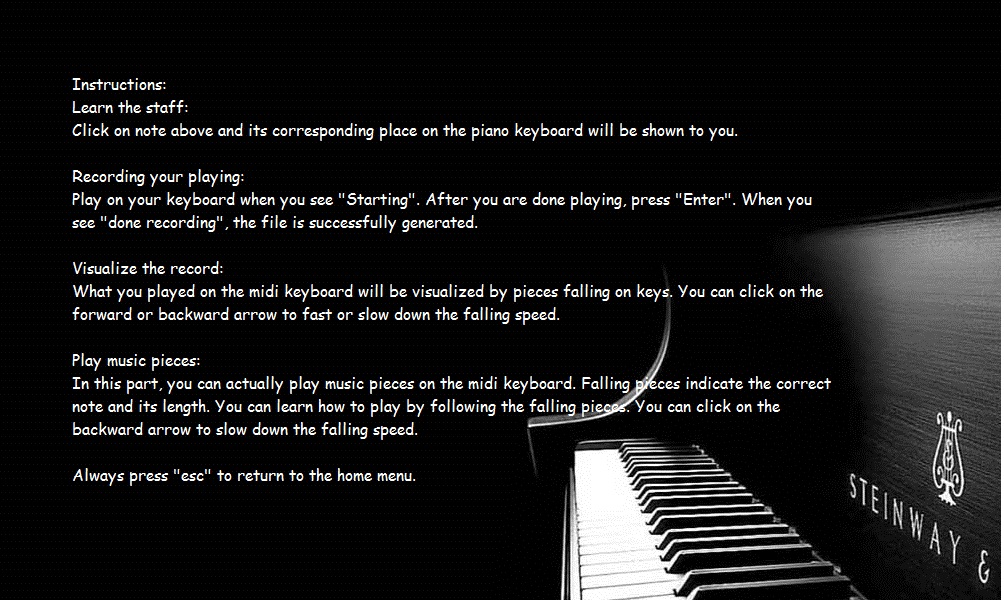 Instructions:
Learn the staff:
Click on note above and its corresponding place on the piano keyboard will be shown to you.
Recording your playing:
Play on your keyboard when you see "Starting". After you are done playing, press "Enter". When you
see "done recording", the file is successfully generated.
Visualize the record:
What you played on the midi keyboard will be visualized by pieces falling on keys. You can click on the
forward or backward arrow to fast or slow down the falling speed.
Play music pieces:
In this part, you can actually play music pieces on the midi keyboard. Falling pieces indicate the correct
note and its length. You can learn how to play by following the falling pieces. You can click on the
backward arrow to slow down the falling speed.
Always press "esc" to return to the home menu.
STEINWAY &